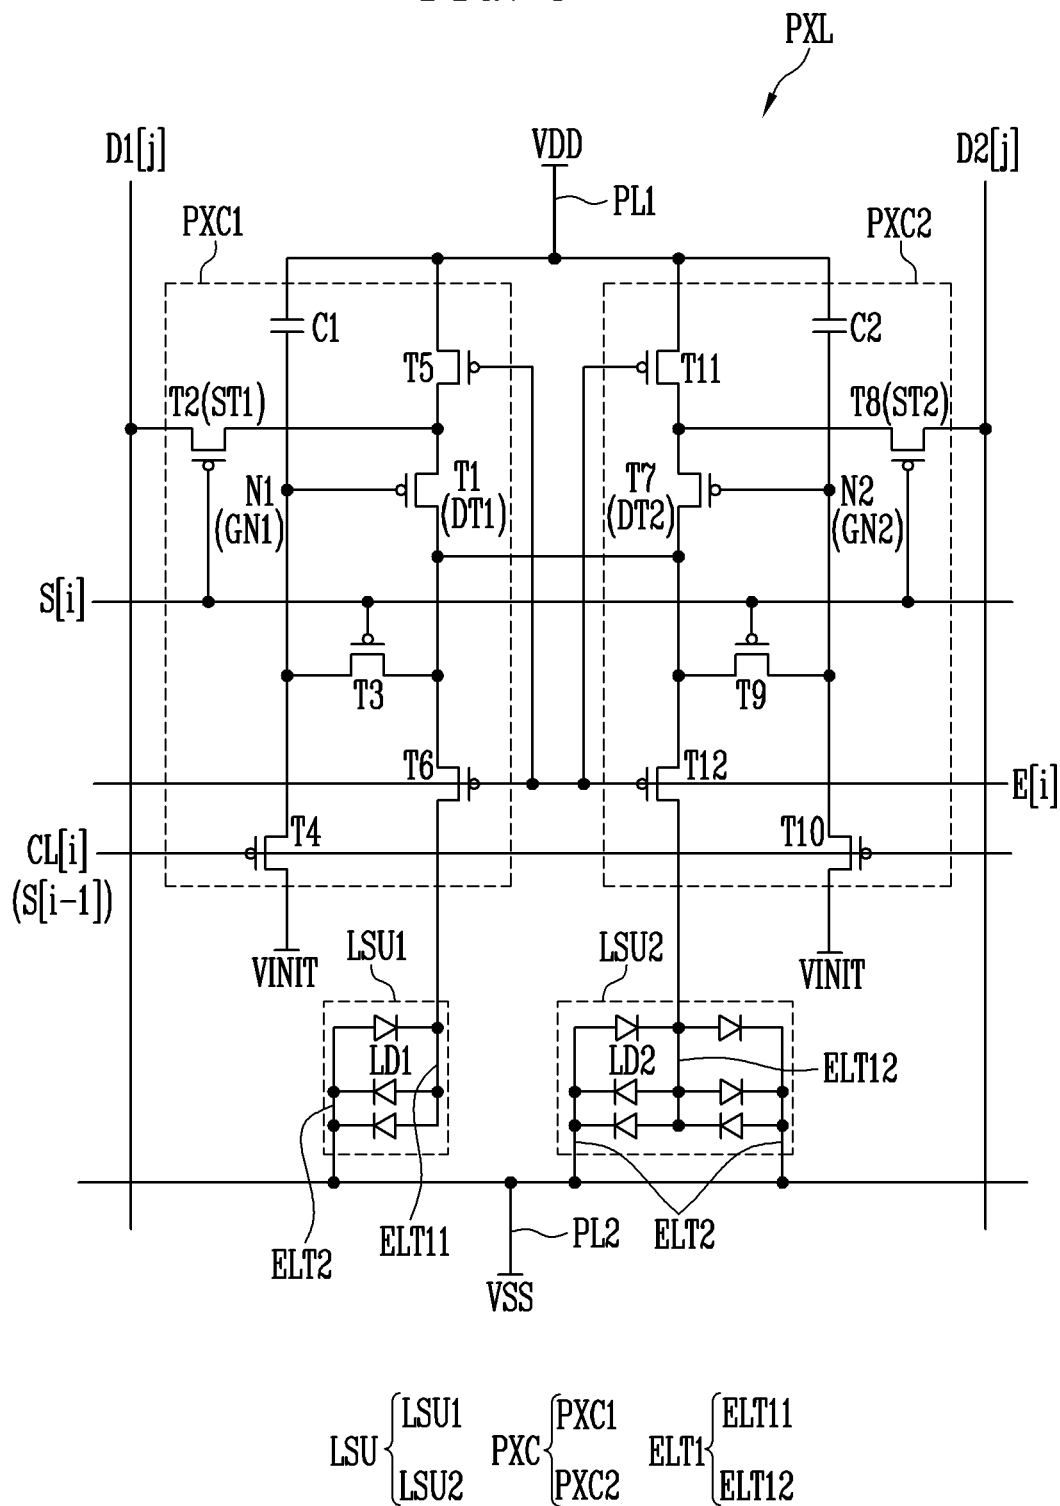 PXL
D1[j]
VDD
D2[j]
PL1
PXC1
PXC2
C1
C2
T5
T11
T2(ST1)
T8(ST2)
N1
(GN1)
T1
(DT1)
T7
(DT2)
N2
(GN2)
S[i]
T3
T9
T6
T12
E[i]
T4
T10
CL[i]
(S[i-1])
LSU1
LSU2
VINIT
VINIT
LD1
LD2
ELT12
ELT2
ELT11
PL2
ELT2
VSS
LSU
LSU1
LSU2
PXC
PXC1
PXC2
ELT1
ELT11
ELT12